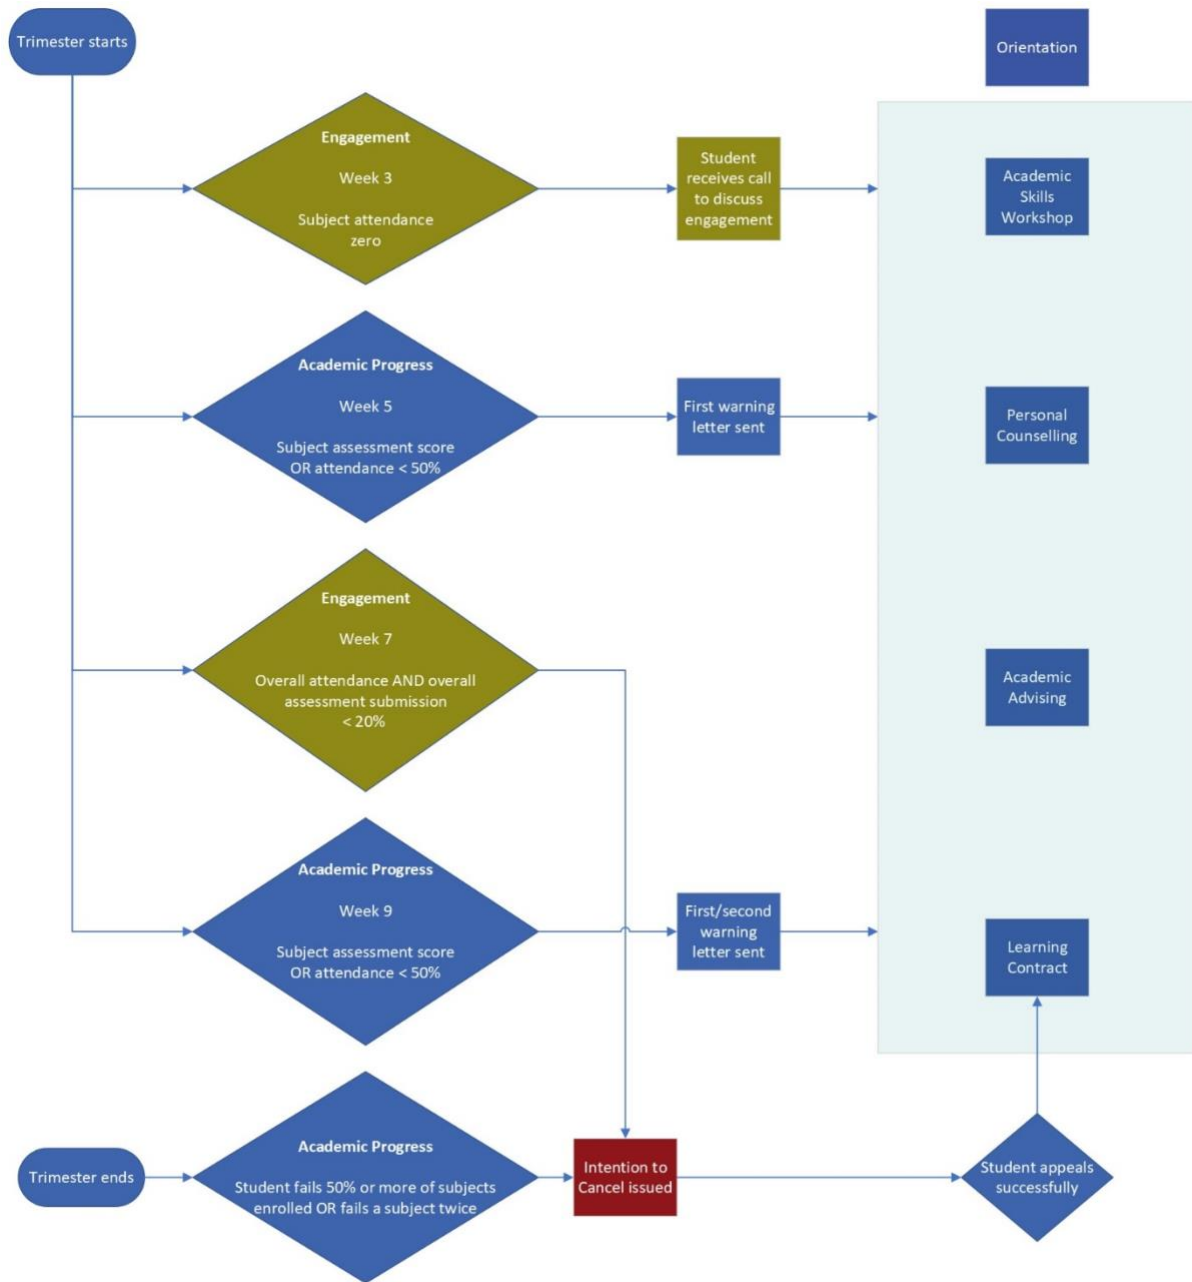 Trimester starts
Orientation
Engagement
Week 3
Subject attendance
zero
Student
receives call
to discuss
engagement
Academic
Skills
Workshop
Academic Progress
Week 5
Subject assessment score
OR attendance < 50%
First warning
letter sent
Personal
Counselling
Engagement
Week 7
Overall attendance AND overall
assessment submission
< 20%
Academic
Advising
Academic Progress
Week 9
Subject assessment score
OR attendance < 50%
First/second
warning
letter sent
Learning
Contract
Trimester ends
Academic Progress
Student fails 50% or more of subjects
enrolled OR fails a subject twice
Intention to
Cancel issued
Student appeals
successfully